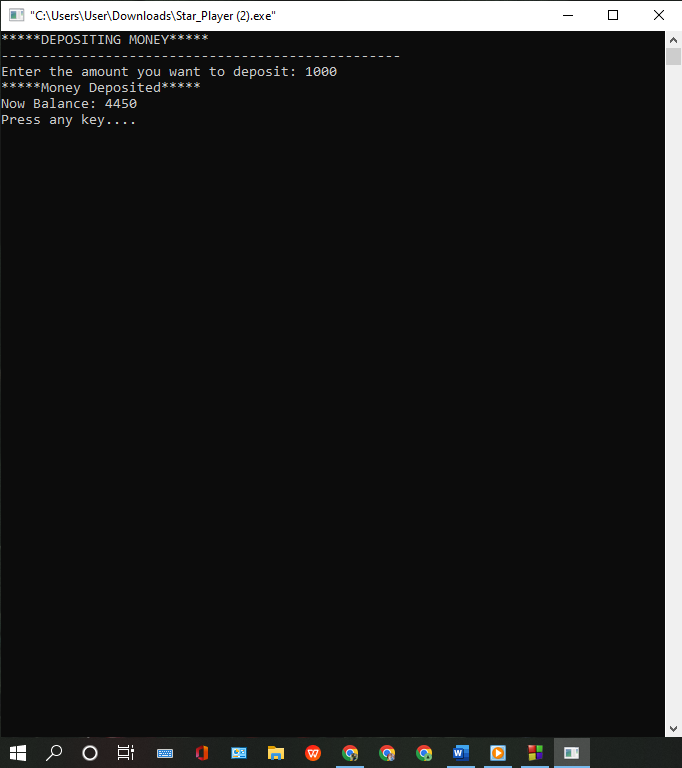 "C:\Users\User\Downloads\Star_Player (2).exe"
*****DEPOSITING MONEY*****
--------------------------------------------------
Enter the amount you want to deposit: 1000
*****Money Deposited*****
Now Balance: 4450
Press any key....